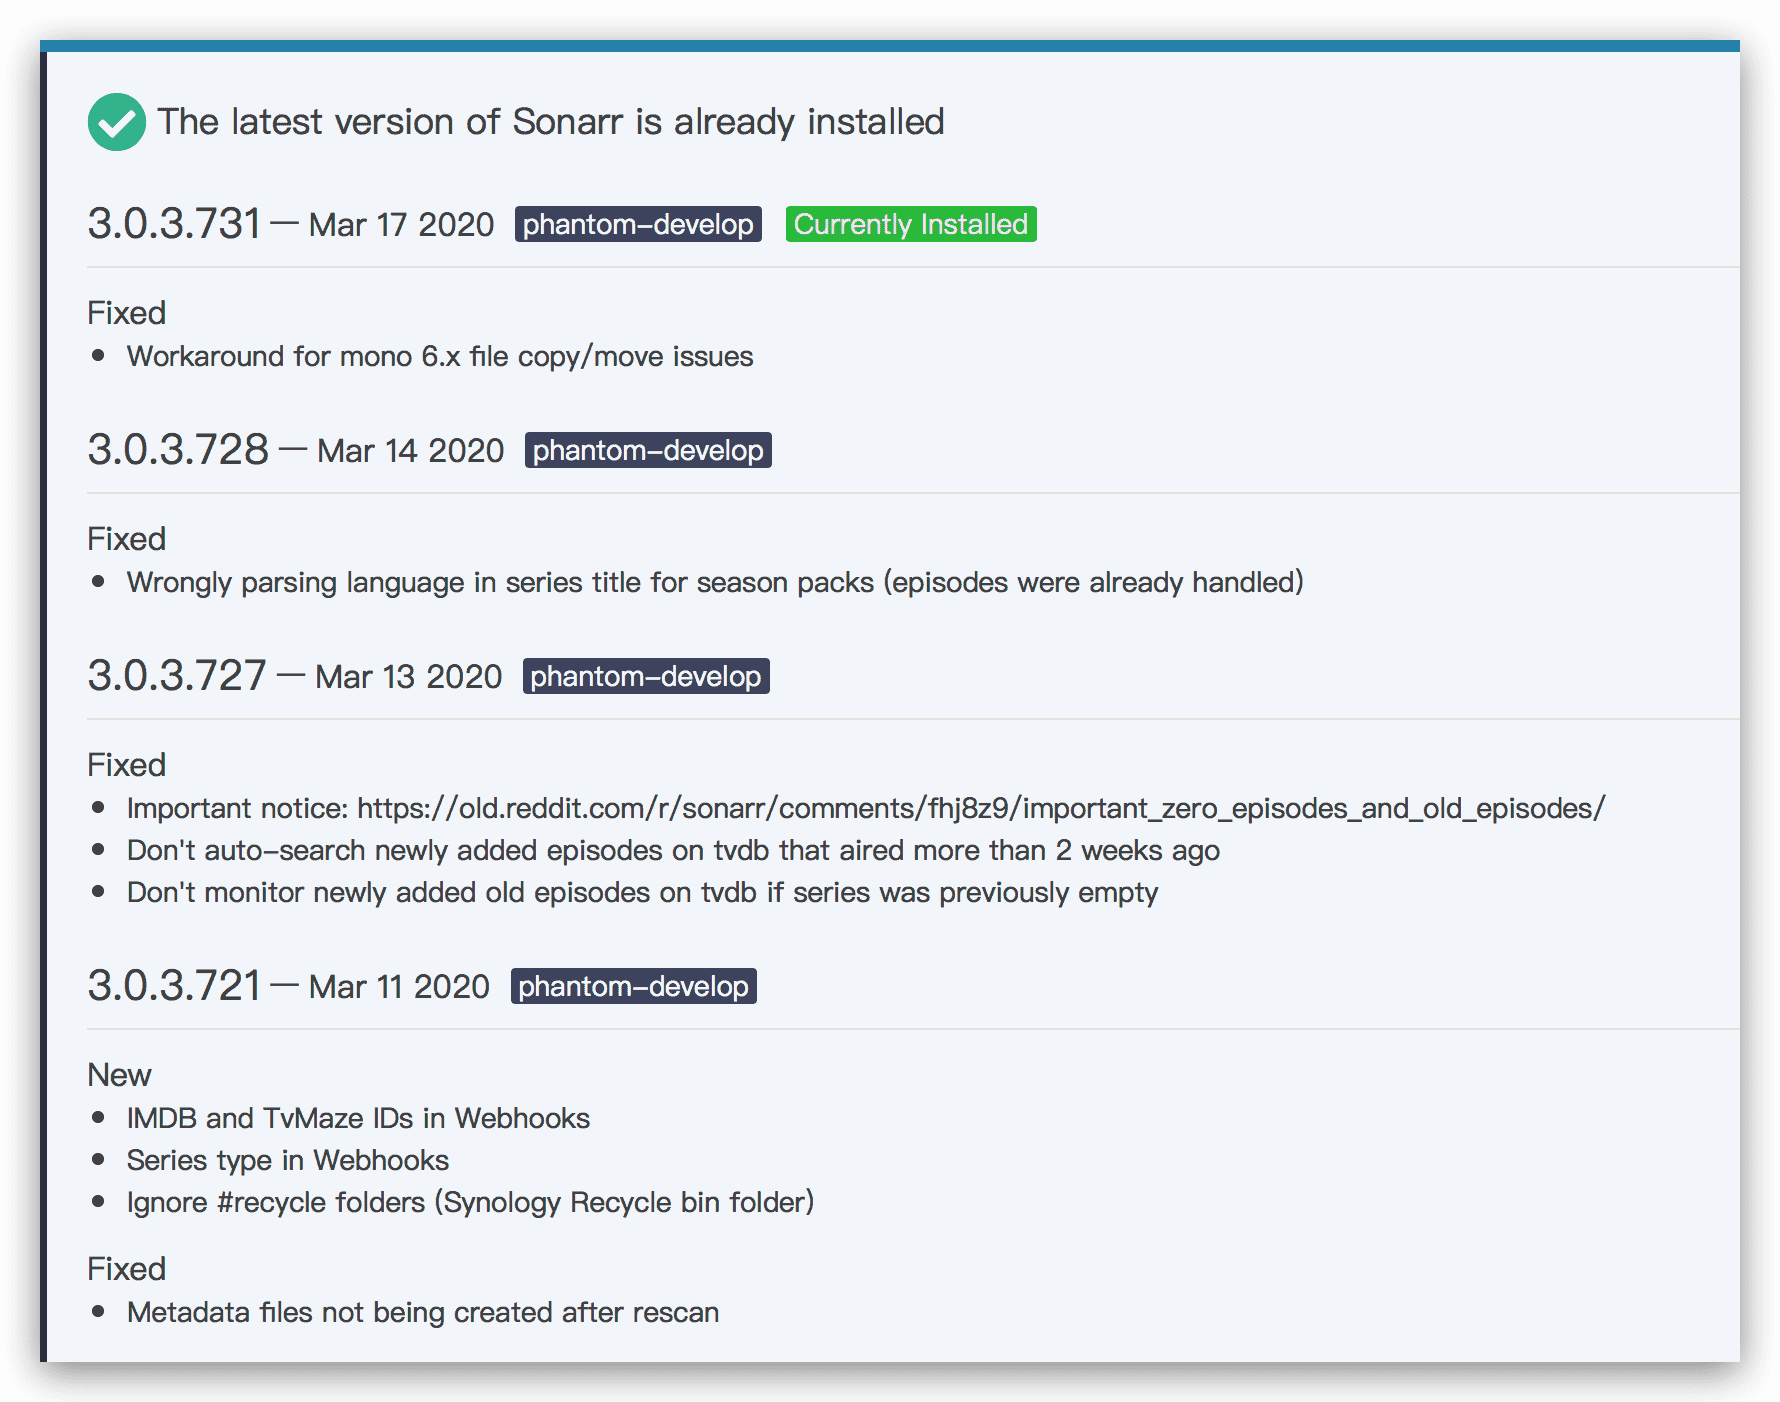 The latest version of Sonarr is already installed
3.0.3.731 — Mar 17 2020 phantom-develop Currently Installed
Fixed
• Workaround for mono 6.x file copy/move issues
3.0.3.728 — Mar 14 2020 phantom-develop
Fixed
• Wrongly parsing language in series title for season packs (episodes were already handled)
3.0.3.727 — Mar 13 2020 phantom-develop
Fixed
• Important notice: https://old.reddit.com/r/sonarr/comments/fhj8z9/important_zero_episodes_and_old_episodes/
• Don't auto-search newly added episodes on tvdb that aired more than 2 weeks ago
• Don't monitor newly added old episodes on tvdb if series was previously empty
3.0.3.721 — Mar 11 2020 phantom-develop
New
• IMDB and TvMaze IDs in Webhooks
• Series type in Webhooks
• Ignore #recycle folders (Synology Recycle bin folder)
Fixed
• Metadata files not being created after rescan